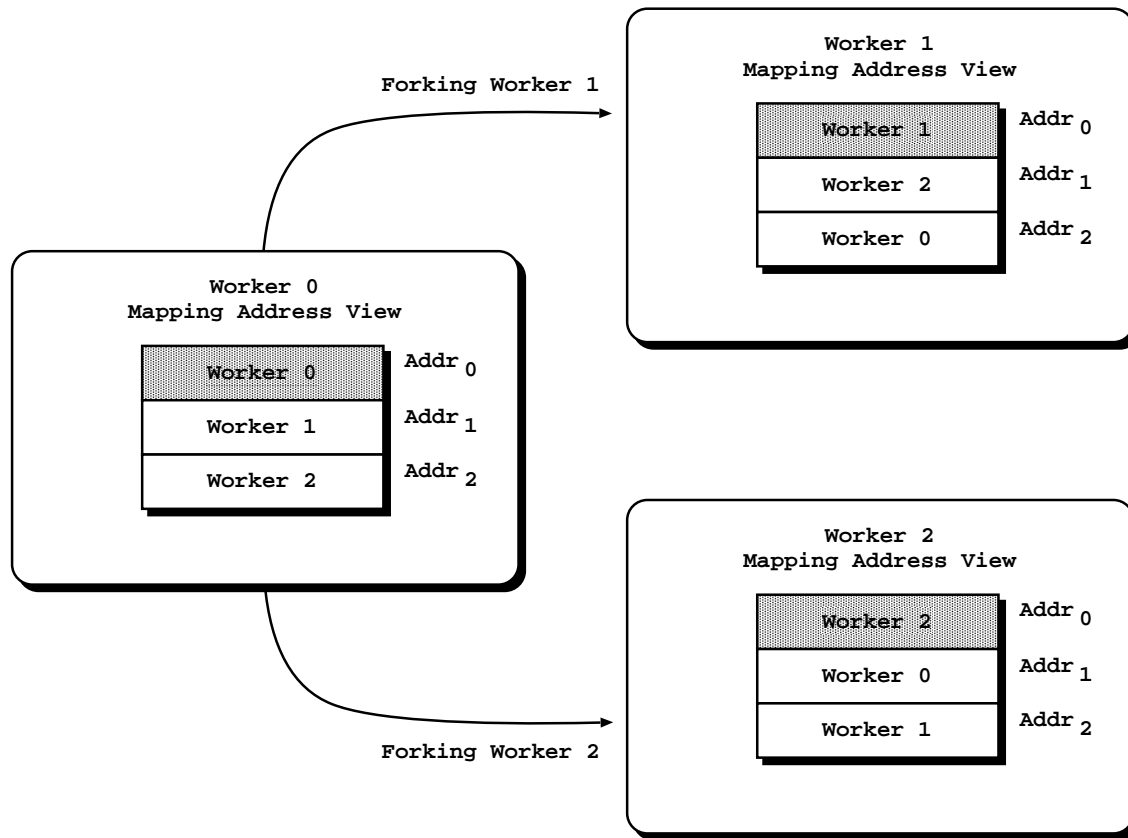 Forking Worker 1
Worker 1
Mapping Address View
Worker 1 Addr 0
Worker 2 Addr 1
Worker 0 Addr 2
Worker 0
Mapping Address View
Worker 0 Addr 0
Worker 1 Addr 1
Worker 2 Addr 2
Worker 2
Mapping Address View
Worker 2 Addr 0
Worker 0 Addr 1
Worker 1 Addr 2
Forking Worker 2